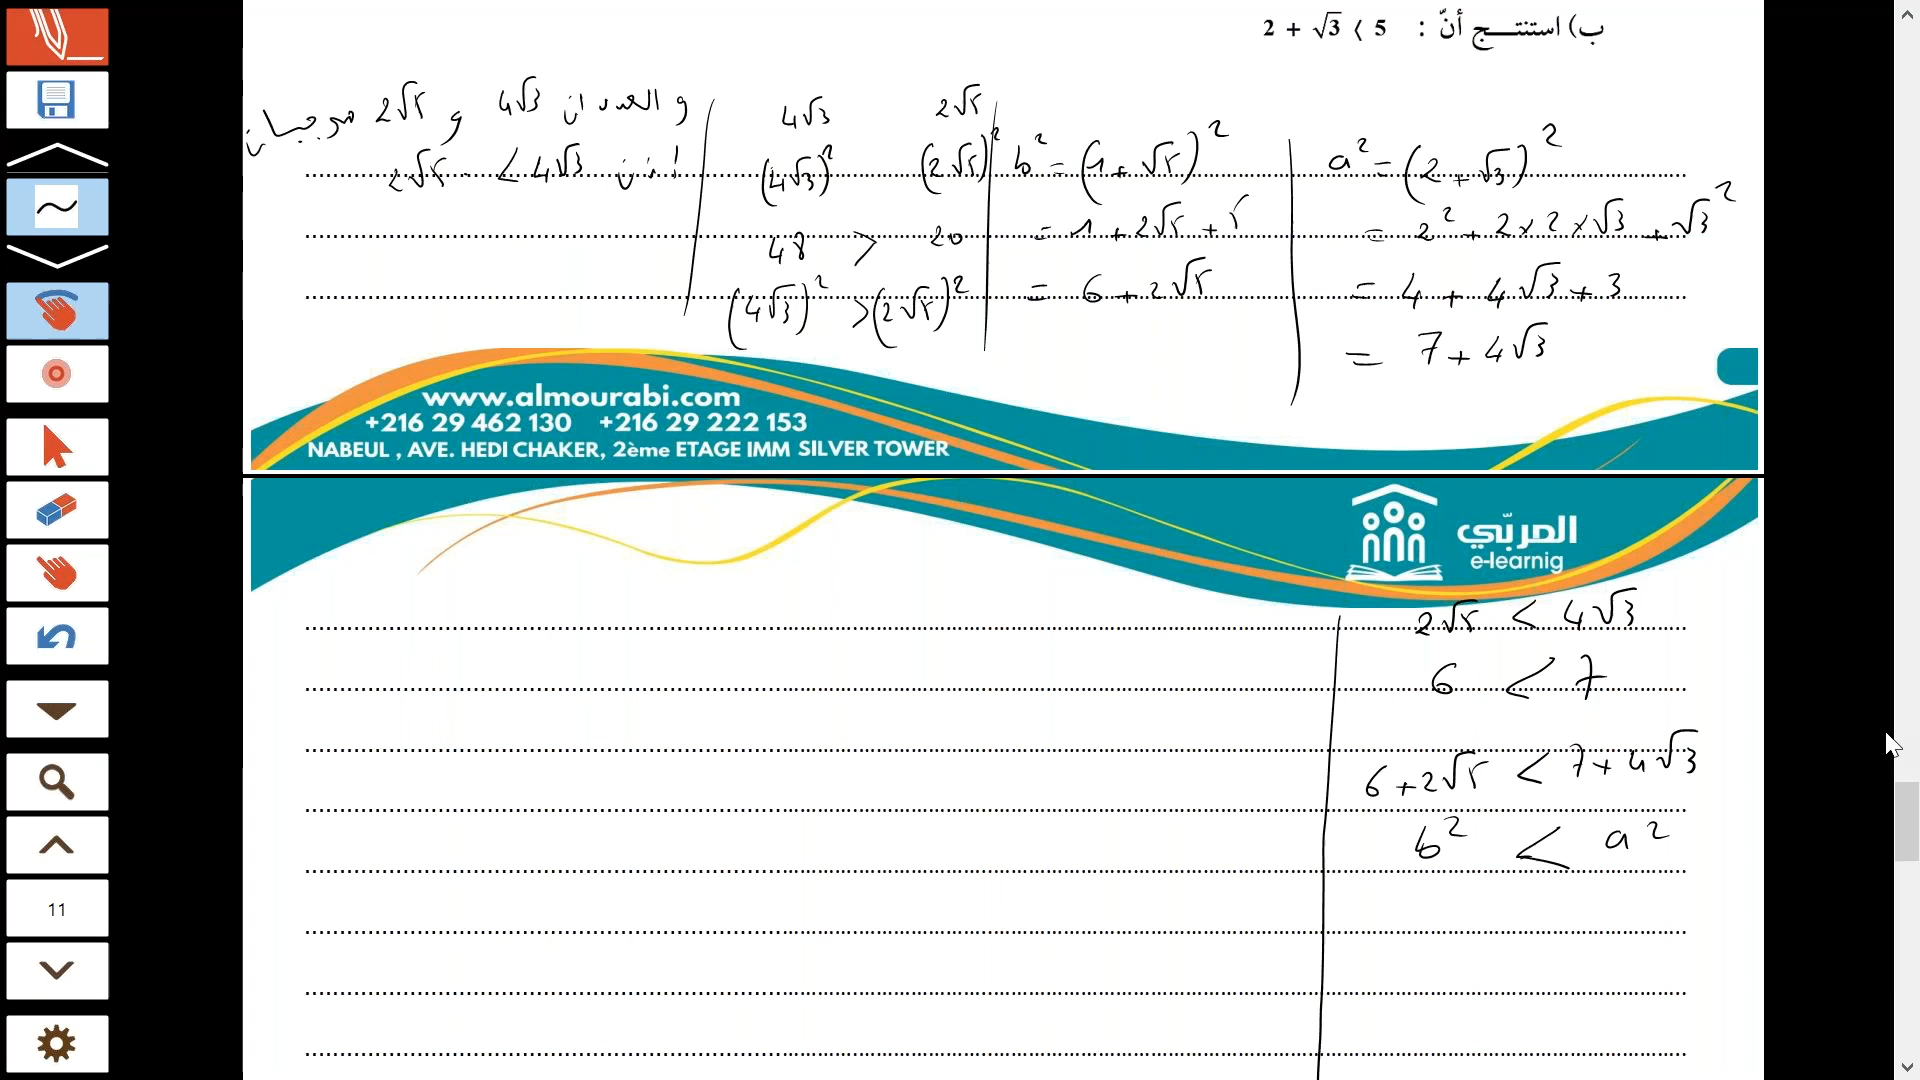 ب) استنتــــج أنّ : 2 + √3 ⟨ 5
a² = (2 + √3)²
= 2² + 2 × 2 × √3 + √3²
= 4 + 4√3 + 3
= 7 + 4√3
b² = (1 + √5)²
= 1 + 2√5 + 5
= 6 + 2√5
4√3 2√5
(4√3)² (2√5)²
48 > 20
(4√3)² > (2√5)²
و العددان 4√3 و 2√5 موجبان
إذن 2√5 < 4√3
www.almourabi.com
+216 29 462 130 +216 29 222 153
NABEUL , AVE. HEDI CHAKER, 2ème ETAGE IMM SILVER TOWER
المربّي
e-learnig
2√5 < 4√3
6 < 7
6 + 2√5 < 7 + 4√3
b² < a²
11